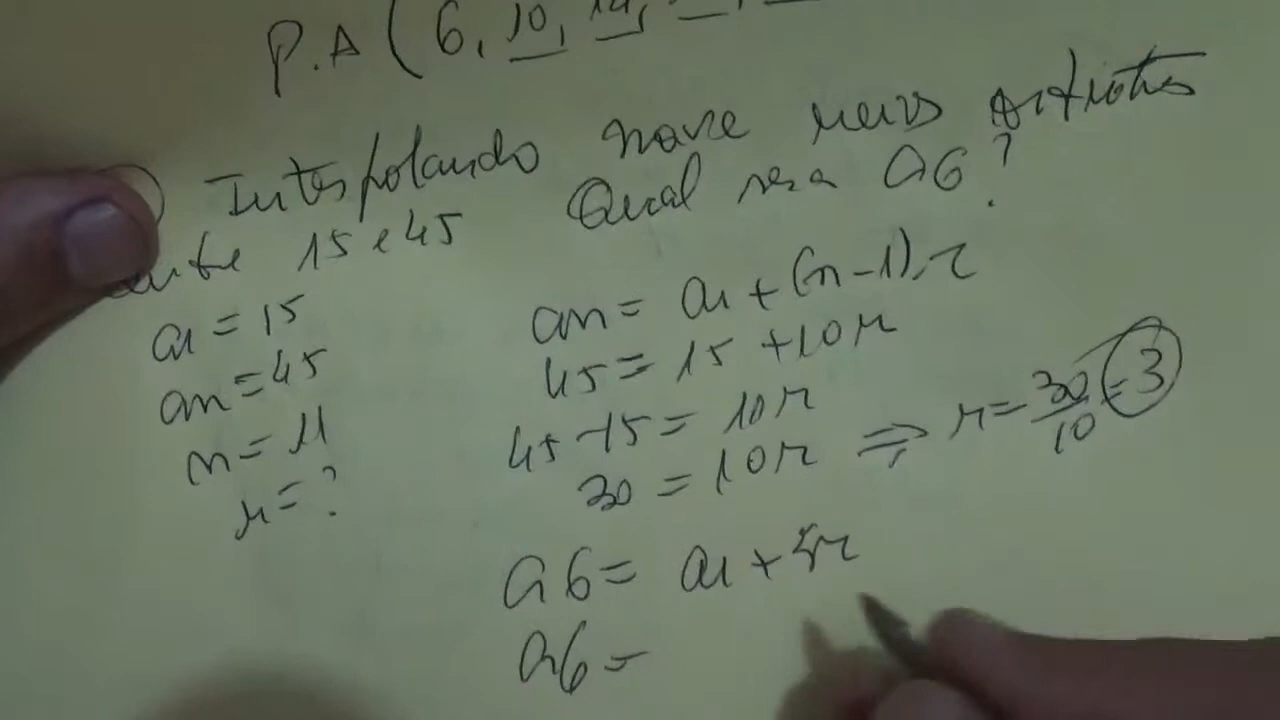 P.A (6, 10, 14,
Interpolando nove meios Aritméticos
entre 15 e 45 Qual será a6?
a1 = 15
an = 45
n = 11
r = ?
an = a1 + (n-1).r
45 = 15 + 10r
45 - 15 = 10r
30 = 10r ⇒ r = 30/10 = 3
a6 = a1 + 5r
a6 =